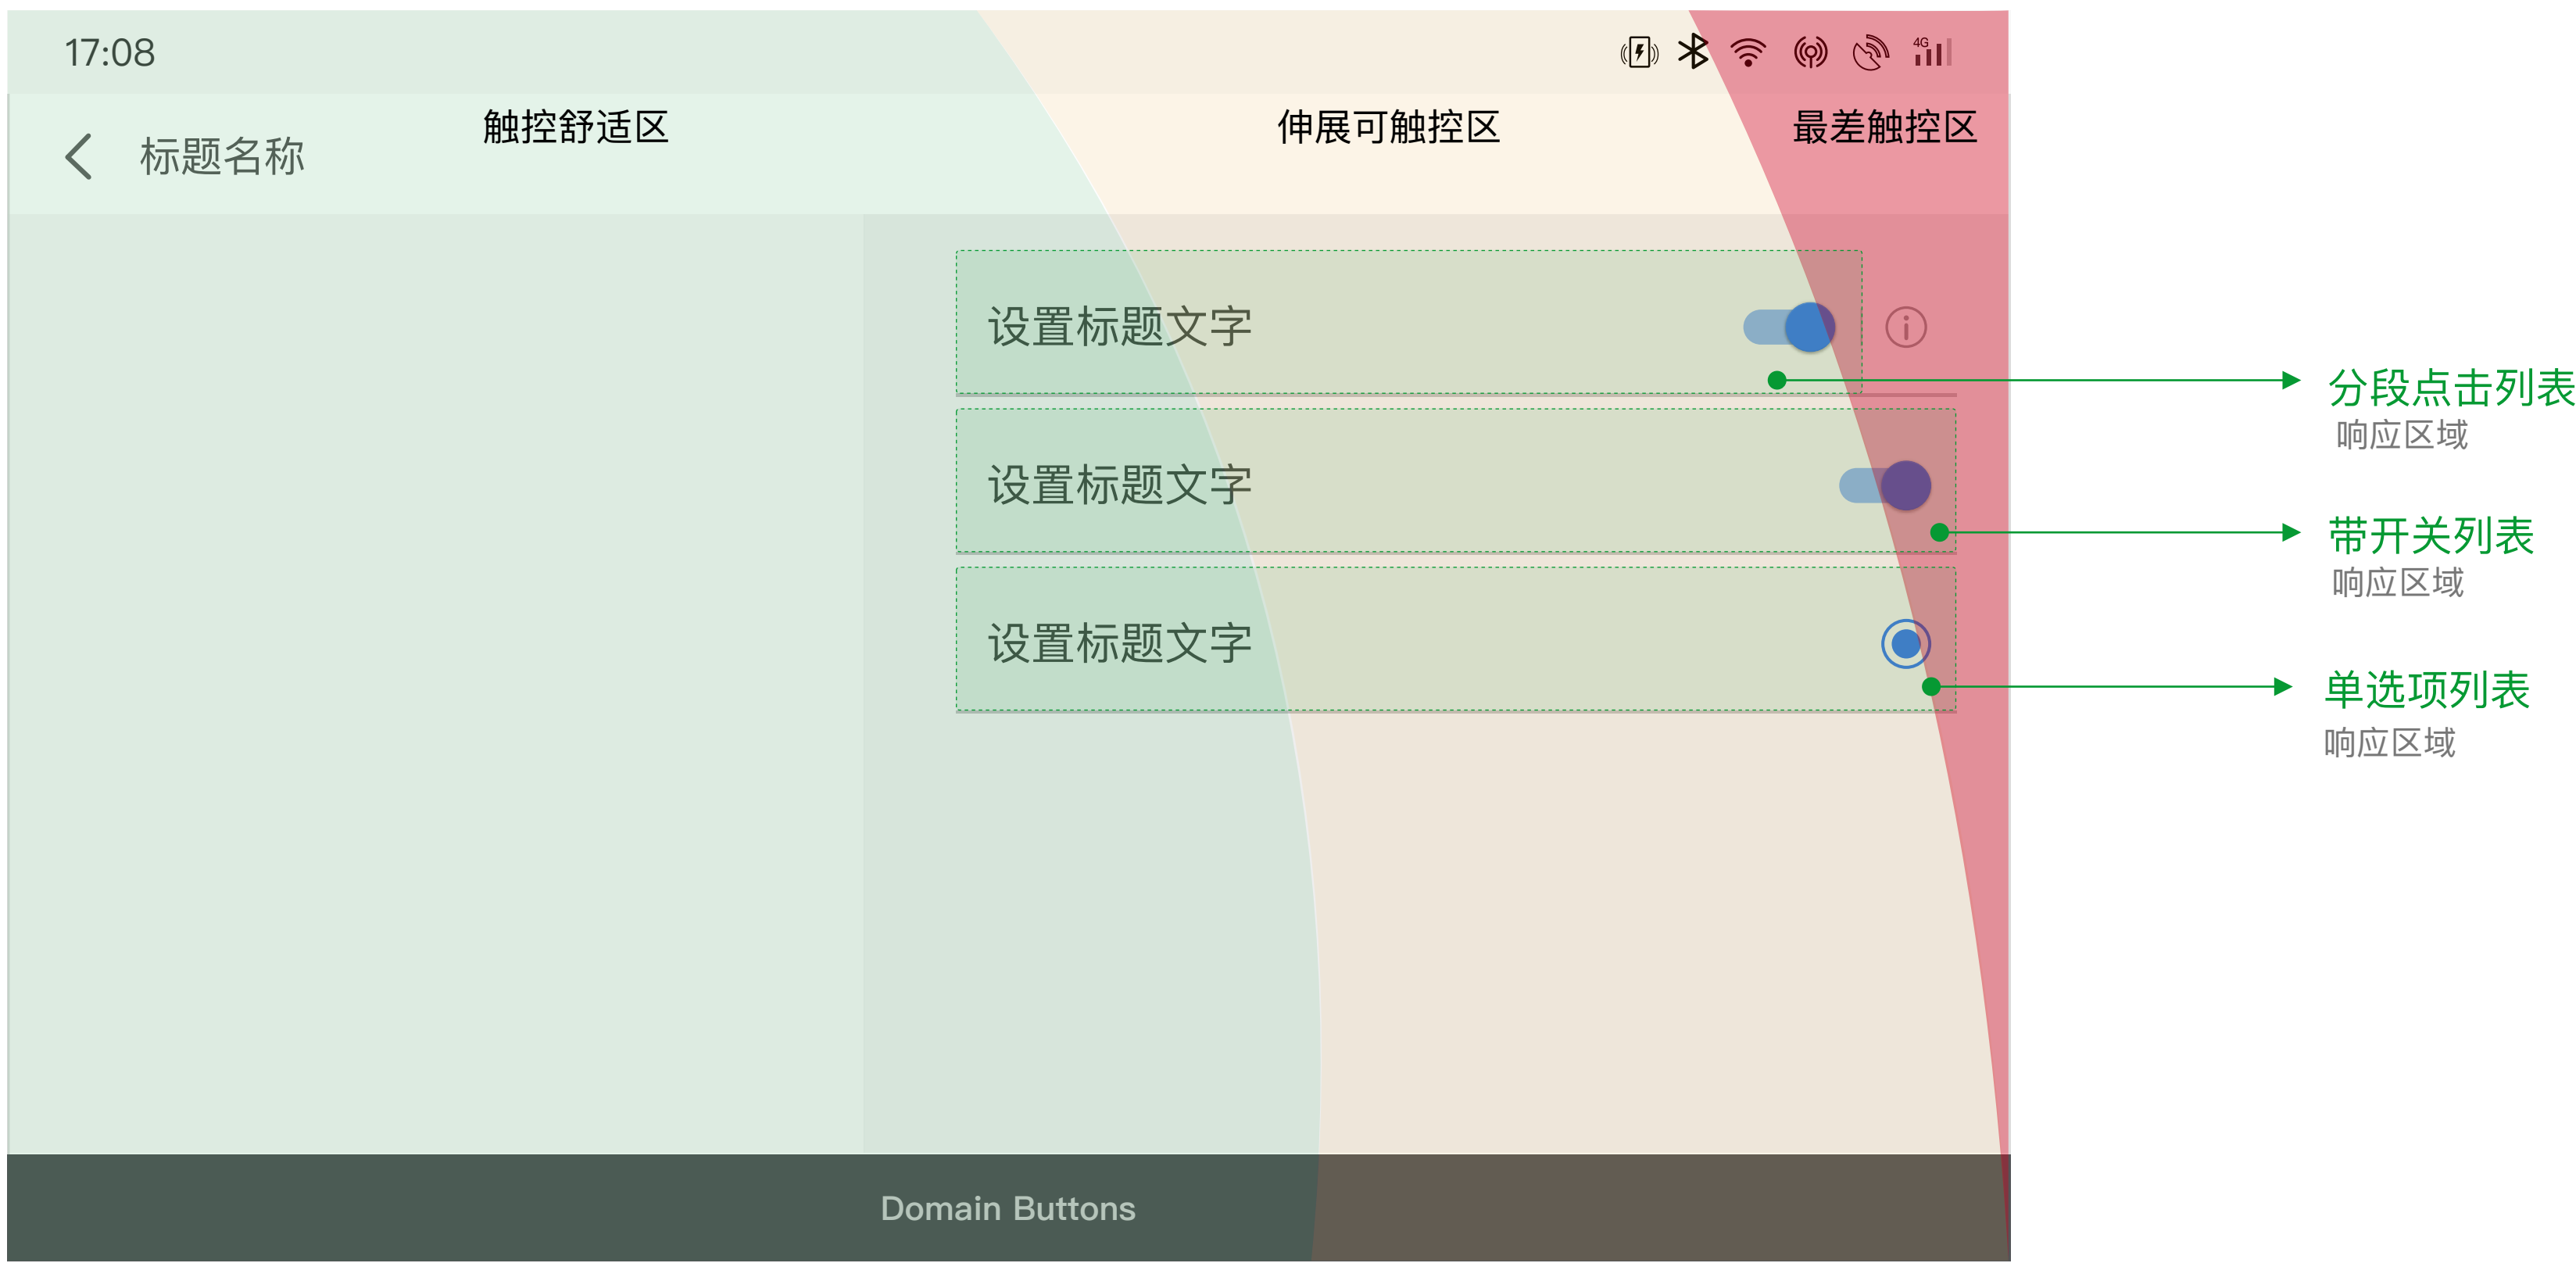 17:08
4G
标题名称
触控舒适区
伸展可触控区
最差触控区
设置标题文字
分段点击列表
响应区域
设置标题文字
带开关列表
响应区域
设置标题文字
单选项列表
响应区域
Domain Buttons